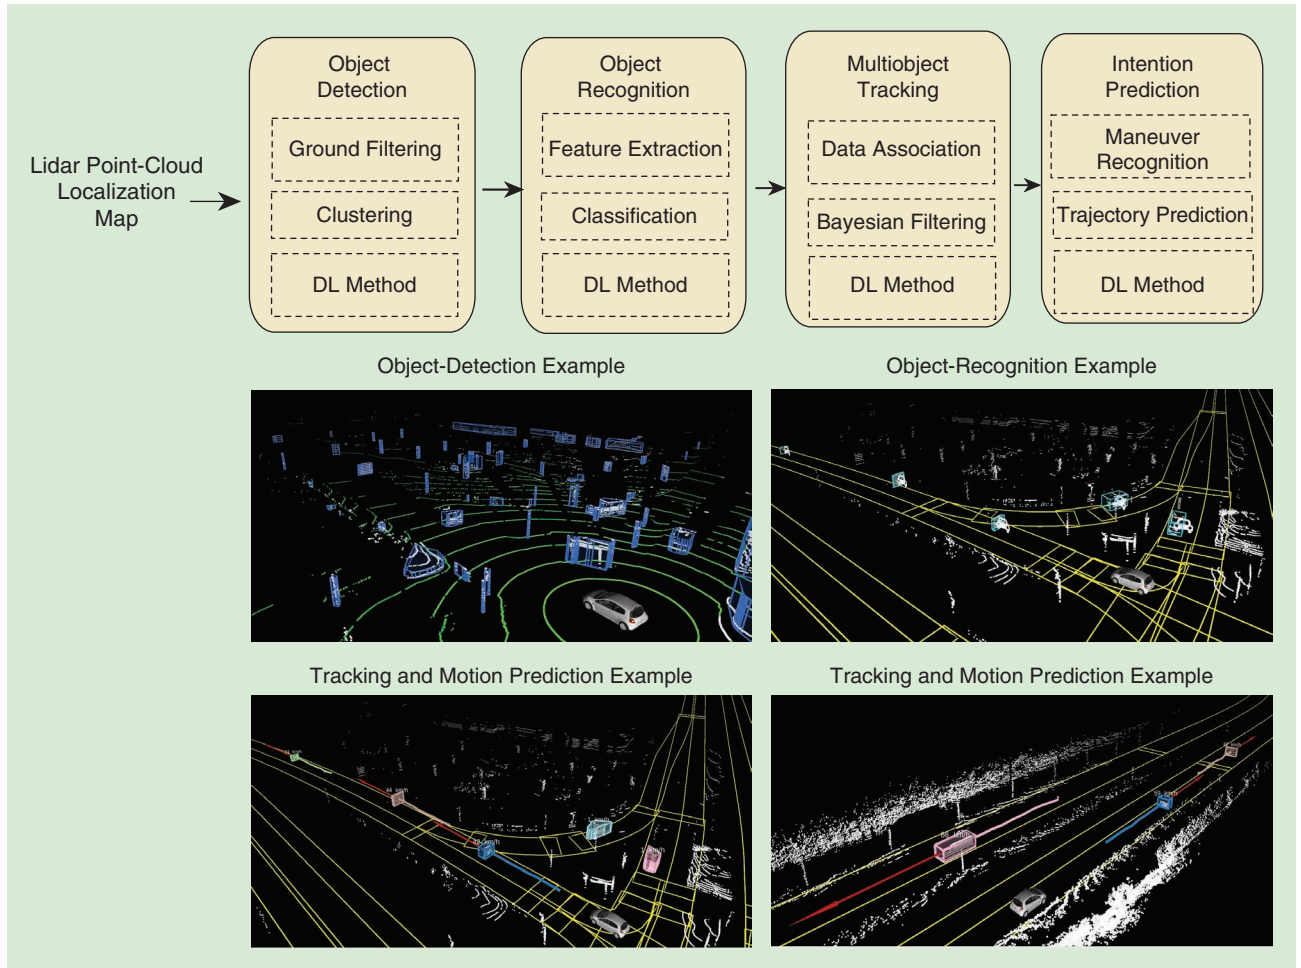 Object
Detection
Ground Filtering
Clustering
DL Method
Object
Recognition
Feature Extraction
Classification
DL Method
Multiobject
Tracking
Data Association
Bayesian Filtering
DL Method
Intention
Prediction
Maneuver
Recognition
Trajectory Prediction
DL Method
Lidar Point-Cloud
Localization
Map
Object-Detection Example
Object-Recognition Example
Tracking and Motion Prediction Example
Tracking and Motion Prediction Example